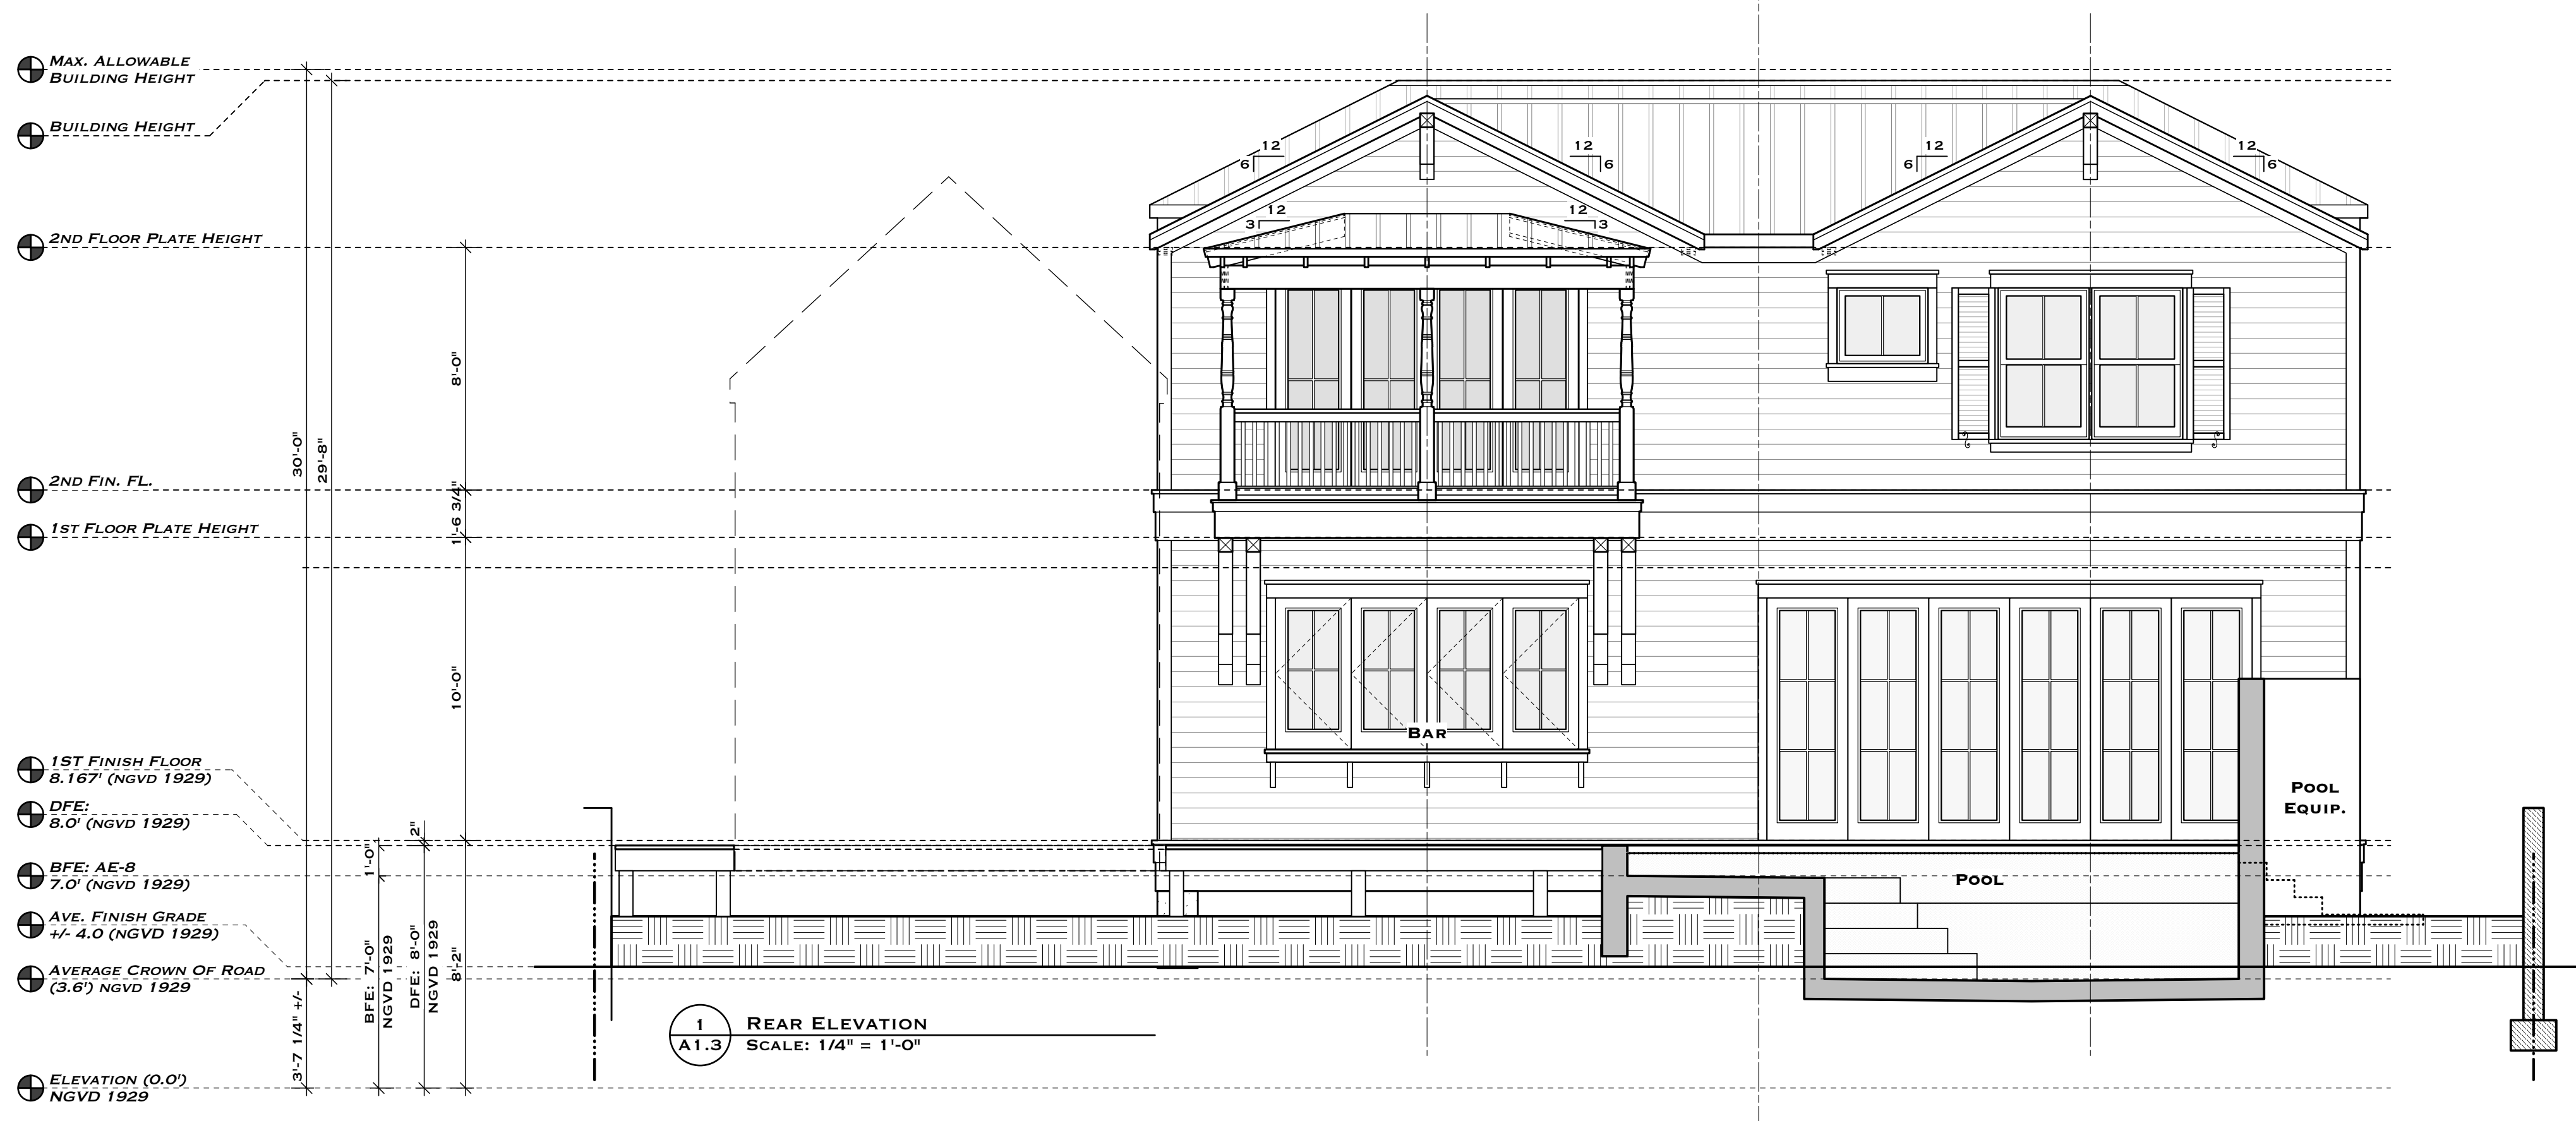 Max. Allowable
Building Height
Building Height
2nd Floor Plate Height
2nd Fin. Fl.
1st Floor Plate Height
1st Finish Floor
8.167' (NGVD 1929)
DFE:
8.0' (NGVD 1929)
BFE: AE-8
7.0' (NGVD 1929)
Ave. Finish Grade
+/- 4.0 (NGVD 1929)
Average Crown Of Road
(3.6') NGVD 1929
Elevation (0.0')
NGVD 1929
30'-0"
29'-8"
8'-0"
1'-6 3/4"
10'-0"
2"
1'-0"
BFE: 7'-0"
NGVD 1929
DFE: 8'-0"
NGVD 1929
8'-2"
3'-7 1/4" +/-
12
6
12
6
12
6
12
6
12
3
12
3
Bar
Pool
Equip.
Pool
1
A1.3
Rear Elevation
Scale: 1/4" = 1'-0"